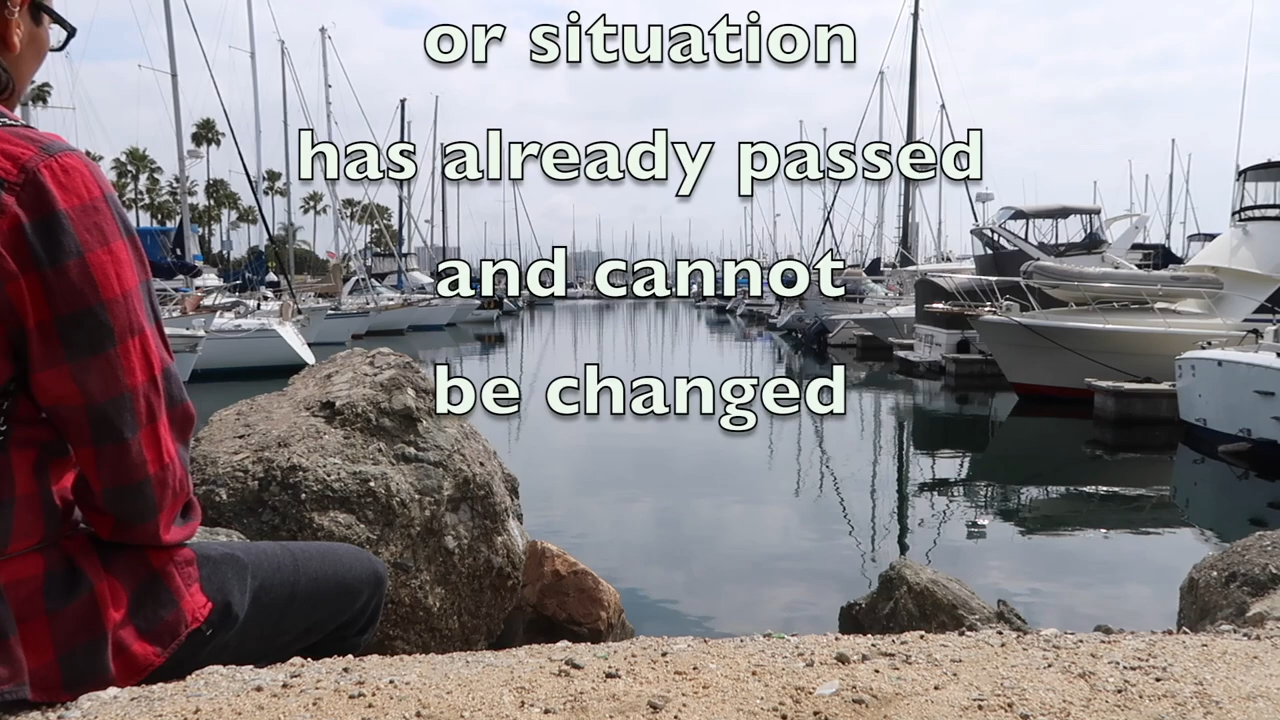 or situation
has already passed
and cannot
be changed